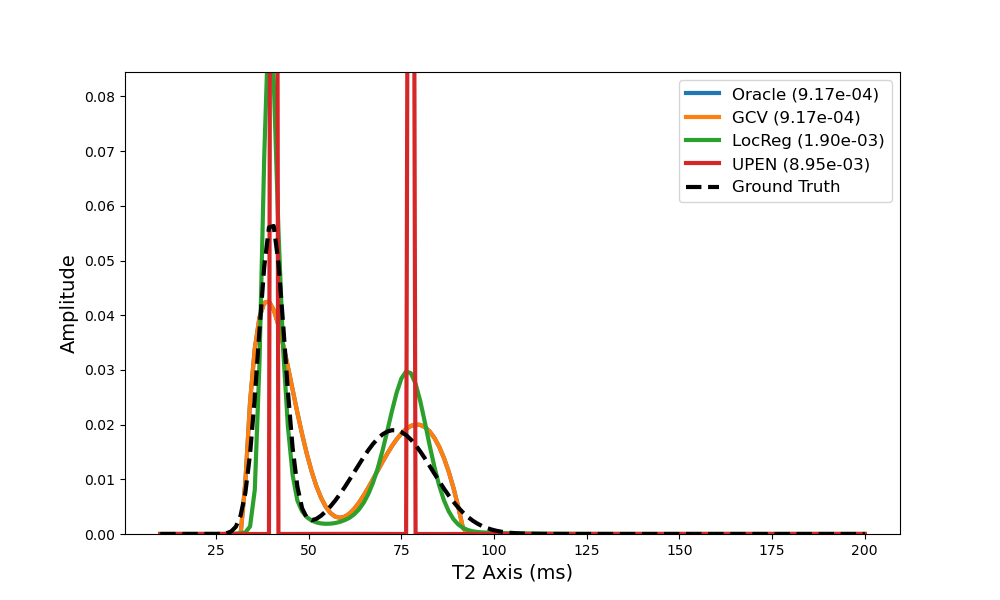 Oracle (9.17e-04)
GCV (9.17e-04)
LocReg (1.90e-03)
UPEN (8.95e-03)
Ground Truth
Amplitude
0.08
0.07
0.06
0.05
0.04
0.03
0.02
0.01
0.00
25 50 75 100 125 150 175 200
T2 Axis (ms)